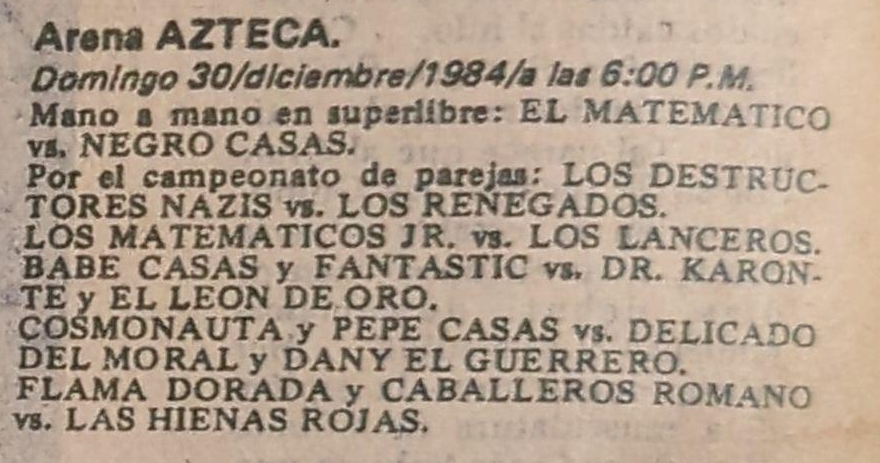 Arena AZTECA.
Domingo 30/diciembre/1984/a las 6:00 P.M.
Mano a mano en superlibre: EL MATEMATICO
vs. NEGRO CASAS.
Por el campeonato de parejas: LOS DESTRUC-
TORES NAZIS vs. LOS RENEGADOS.
LOS MATEMATICOS JR. vs. LOS LANCEROS.
BABE CASAS y FANTASTIC vs. DR. KARON-
TE y EL LEON DE ORO.
COSMONAUTA y PEPE CASAS vs. DELICADO
DEL MORAL y DANY EL GUERRERO.
FLAMA DORADA y CABALLEROS ROMANO
vs. LAS HIENAS ROJAS.